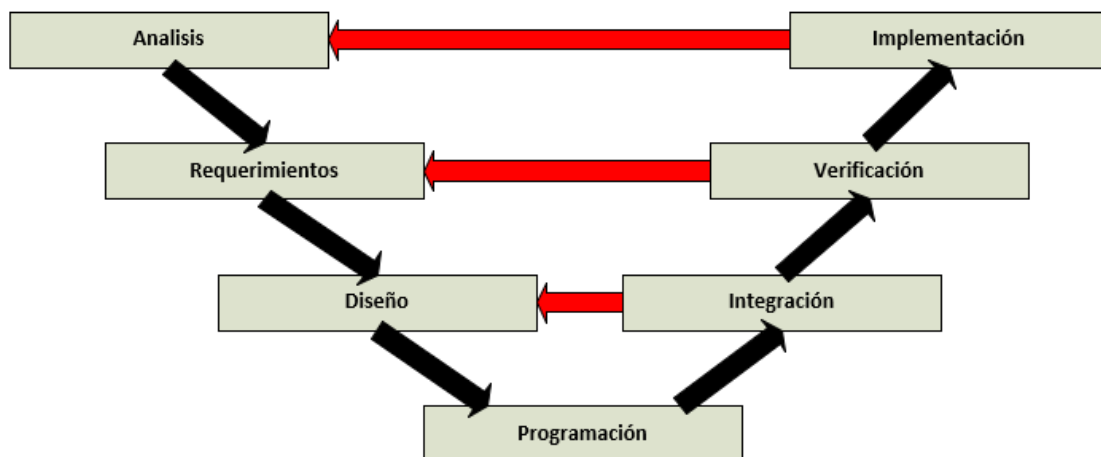 Analisis
Implementación
Requerimientos
Verificación
Diseño
Integración
Programación